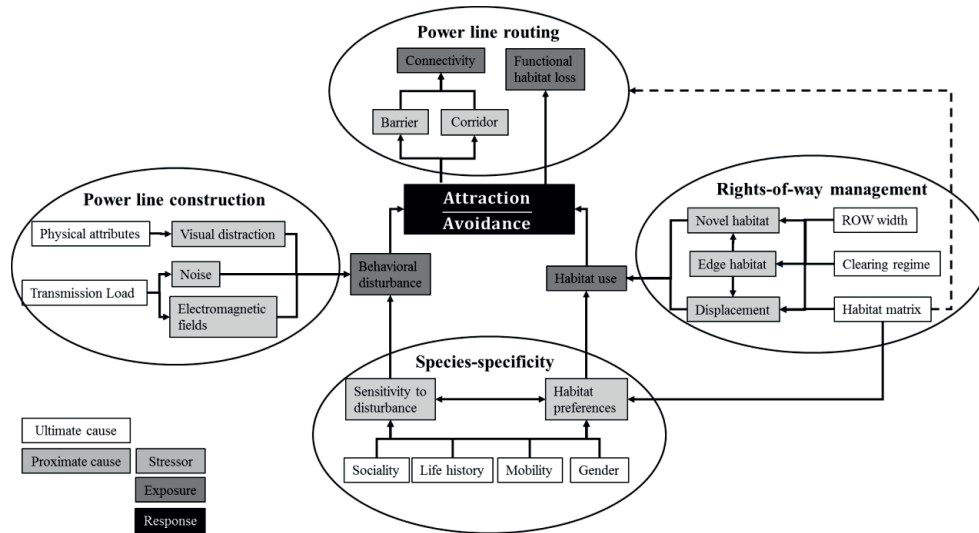 Power line routing
Connectivity
Functional
habitat loss
Barrier
Corridor
Attraction
Avoidance
Power line construction
Physical attributes
Visual distraction
Noise
Transmission Load
Electromagnetic
fields
Behavioral
disturbance
Habitat use
Rights-of-way management
Novel habitat
ROW width
Edge habitat
Clearing regime
Displacement
Habitat matrix
Species-specificity
Sensitivity to
disturbance
Habitat
preferences
Sociality
Life history
Mobility
Gender
Ultimate cause
Proximate cause
Stressor
Exposure
Response